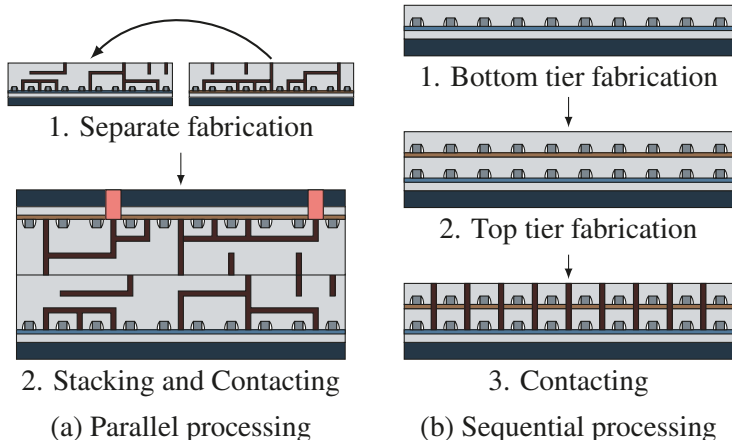 1. Separate fabrication
2. Stacking and Contacting
(a) Parallel processing
1. Bottom tier fabrication
2. Top tier fabrication
3. Contacting
(b) Sequential processing